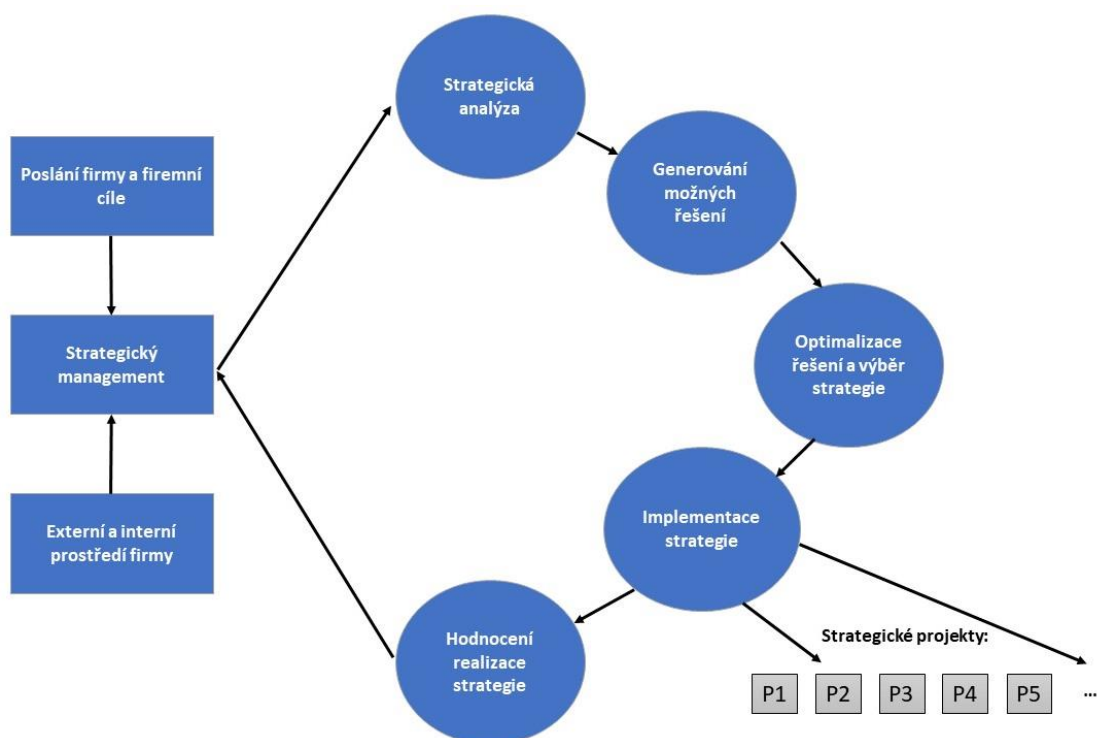 Poslání firmy a firemní
cíle
Strategický
management
Externí a interní
prostředí firmy
Strategická
analýza
Generování
možných
řešení
Optimalizace
řešení a výběr
strategie
Implementace
strategie
Hodnocení
realizace
strategie
Strategické projekty:
P1 P2 P3 P4 P5 ...